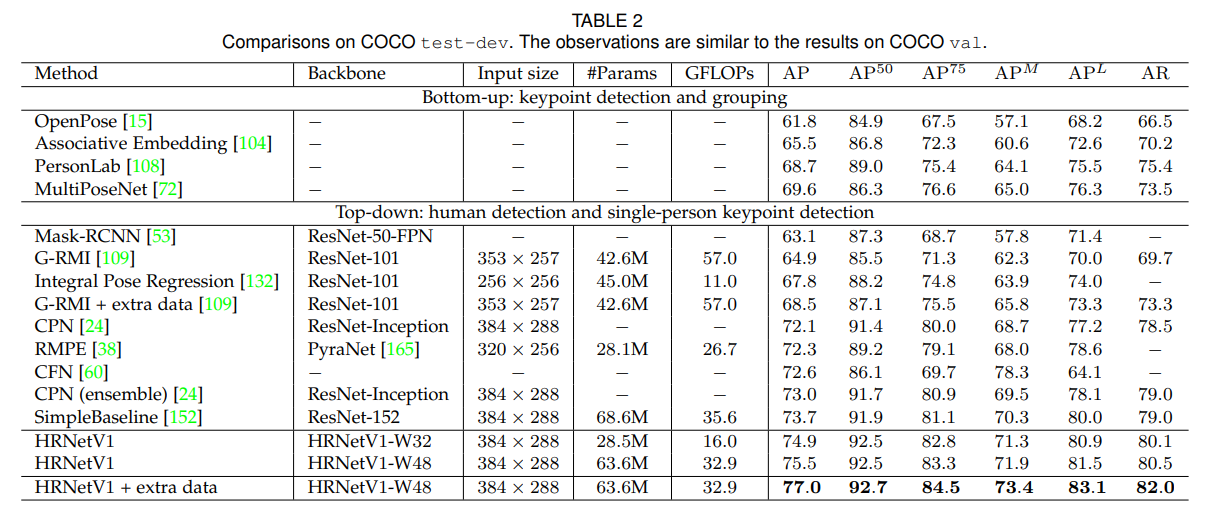 TABLE 2
Comparisons on COCO test-dev. The observations are similar to the results on COCO val.
Method Backbone Input size #Params GFLOPs AP AP^50 AP^75 AP^M AP^L AR
Bottom-up: keypoint detection and grouping
OpenPose [15] − − − − 61.8 84.9 67.5 57.1 68.2 66.5
Associative Embedding [104] − − − − 65.5 86.8 72.3 60.6 72.6 70.2
PersonLab [108] − − − − 68.7 89.0 75.4 64.1 75.5 75.4
MultiPoseNet [72] − − − − 69.6 86.3 76.6 65.0 76.3 73.5
Top-down: human detection and single-person keypoint detection
Mask-RCNN [53] ResNet-50-FPN − − − 63.1 87.3 68.7 57.8 71.4 −
G-RMI [109] ResNet-101 353 × 257 42.6M 57.0 64.9 85.5 71.3 62.3 70.0 69.7
Integral Pose Regression [132] ResNet-101 256 × 256 45.0M 11.0 67.8 88.2 74.8 63.9 74.0 −
G-RMI + extra data [109] ResNet-101 353 × 257 42.6M 57.0 68.5 87.1 75.5 65.8 73.3 73.3
CPN [24] ResNet-Inception 384 × 288 − − 72.1 91.4 80.0 68.7 77.2 78.5
RMPE [38] PyraNet [165] 320 × 256 28.1M 26.7 72.3 89.2 79.1 68.0 78.6 −
CFN [60] − − − − 72.6 86.1 69.7 78.3 64.1 −
CPN (ensemble) [24] ResNet-Inception 384 × 288 − − 73.0 91.7 80.9 69.5 78.1 79.0
SimpleBaseline [152] ResNet-152 384 × 288 68.6M 35.6 73.7 91.9 81.1 70.3 80.0 79.0
HRNetV1 HRNetV1-W32 384 × 288 28.5M 16.0 74.9 92.5 82.8 71.3 80.9 80.1
HRNetV1 HRNetV1-W48 384 × 288 63.6M 32.9 75.5 92.5 83.3 71.9 81.5 80.5
HRNetV1 + extra data HRNetV1-W48 384 × 288 63.6M 32.9 77.0 92.7 84.5 73.4 83.1 82.0